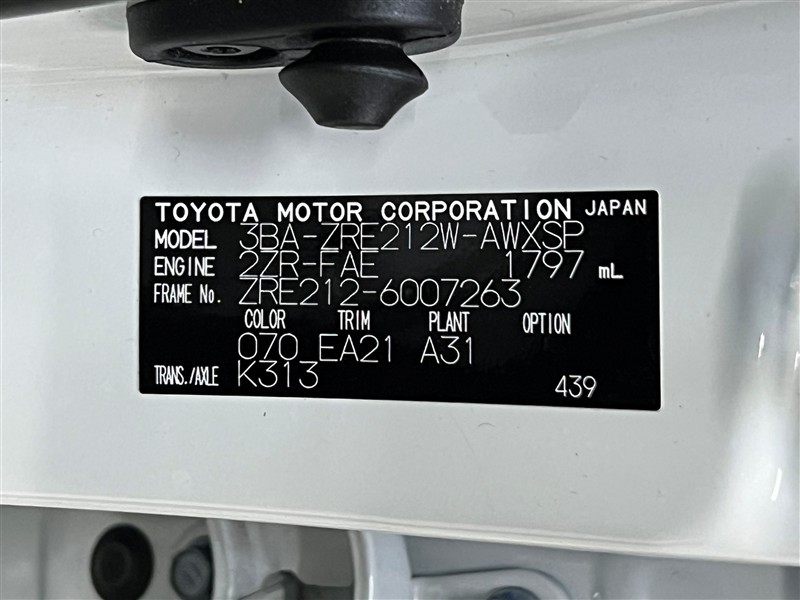 TOYOTA MOTOR CORPORATION JAPAN
MODEL 3BA-ZRE212W-AWXSP
ENGINE 2ZR-FAE 1797 mL
FRAME No. ZRE212-6007263
COLOR TRIM PLANT OPTION
070 EA21 A31
TRANS./AXLE K313
439